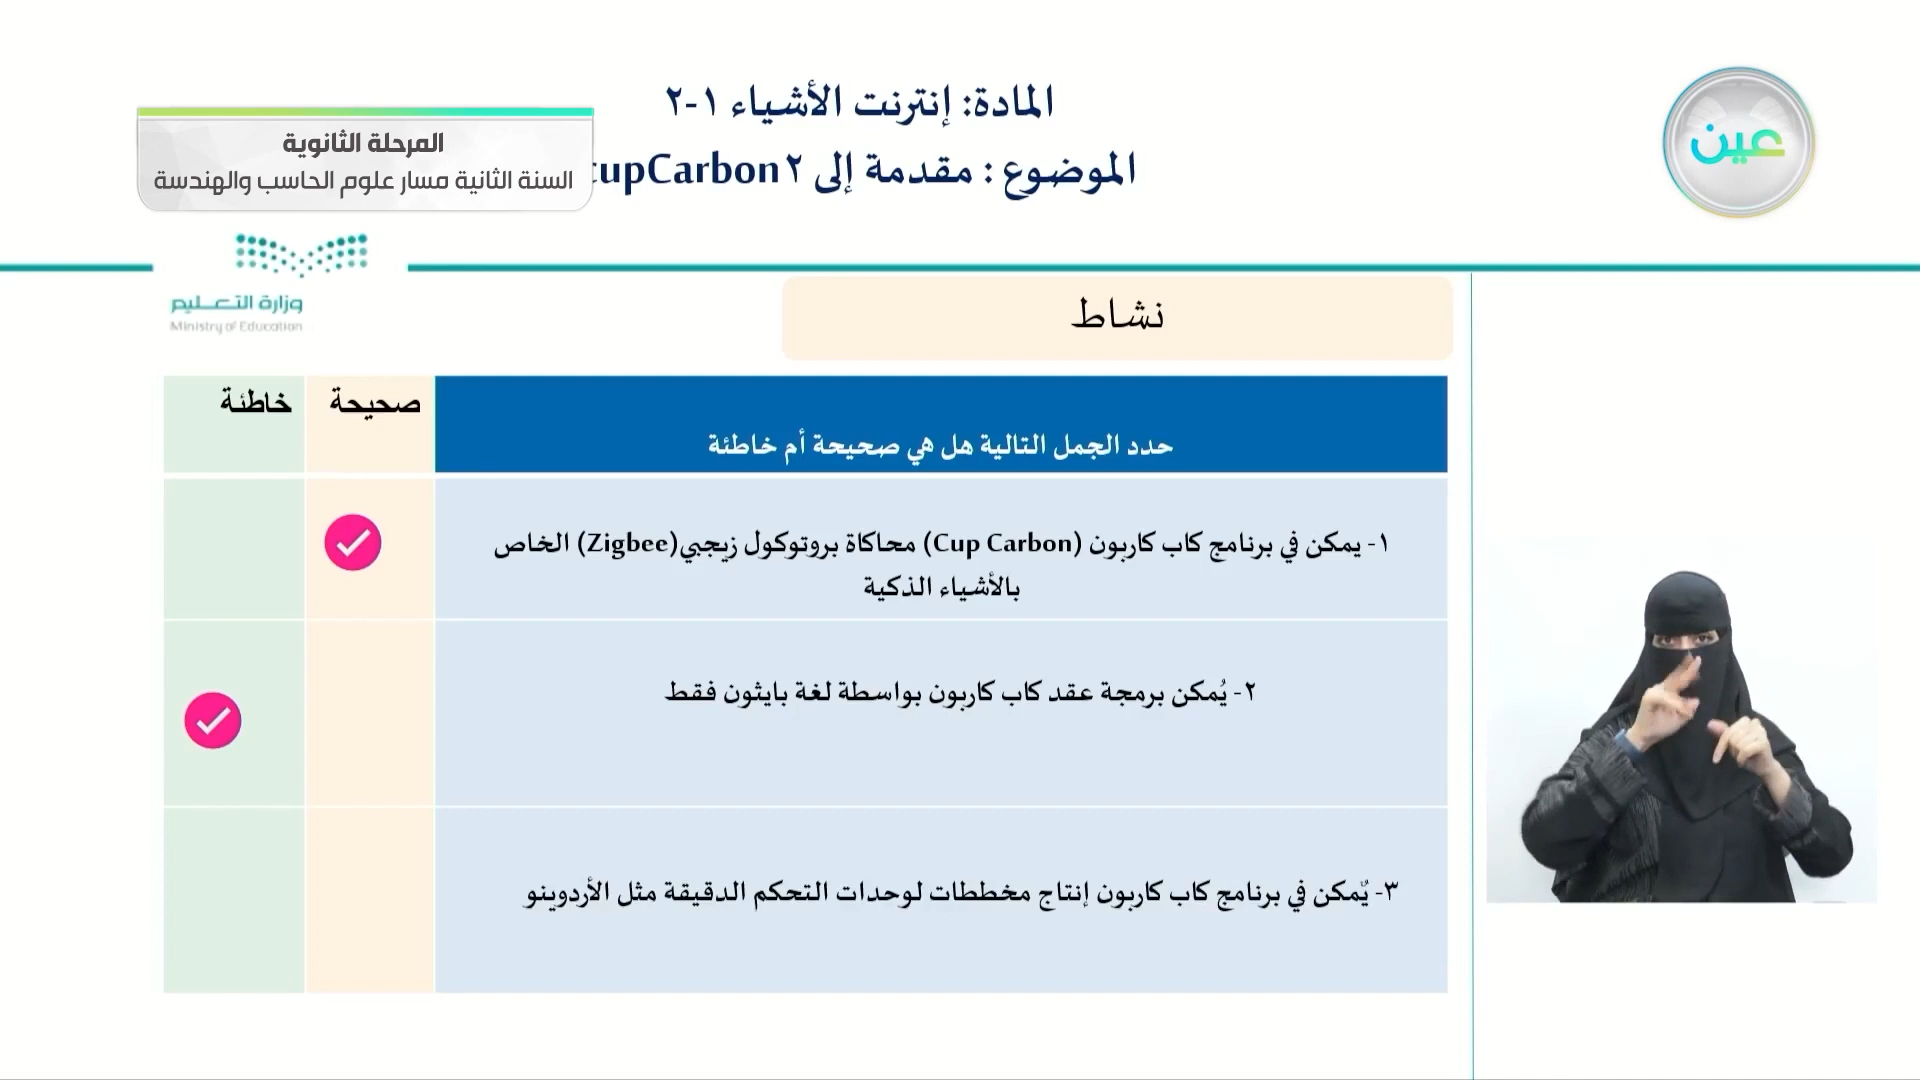 المادة: إنترنت الأشياء ١-٢
الموضوع : مقدمة إلى cupCarbon ٢
المرحلة الثانوية
السنة الثانية مسار علوم الحاسب والهندسة
عين
وزارة التعليم
Ministry of Education
نشاط
حدد الجمل التالية هل هي صحيحة أم خاطئة
صحيحة
خاطئة
١- يمكن في برنامج كاب كاربون (Cup Carbon) محاكاة بروتوكول زيجبي(Zigbee) الخاص
بالأشياء الذكية
٢- يُمكن برمجة عقد كاب كاربون بواسطة لغة بايثون فقط
٣- يُمكن في برنامج كاب كاربون إنتاج مخططات لوحدات التحكم الدقيقة مثل الأردوينو